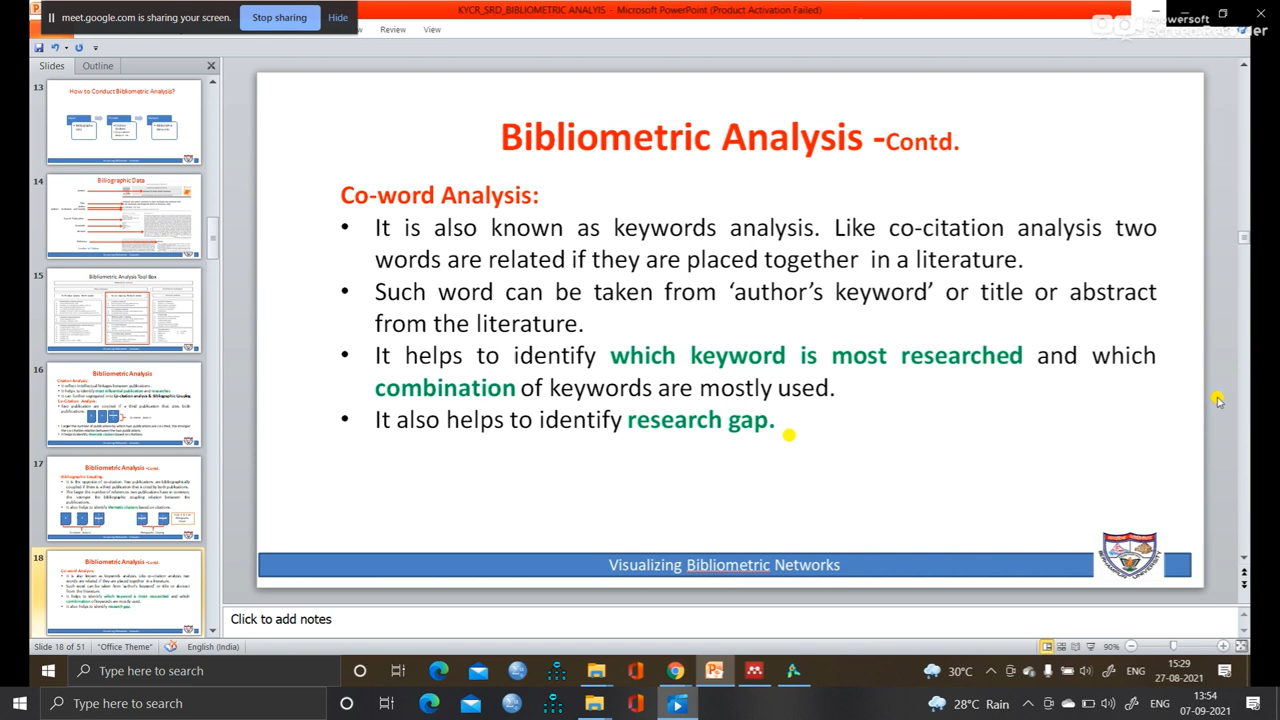 meet.google.com is sharing your screen.
Stop sharing
Hide
KYCR_SRD_BIBLIOMETRIC ANALYIS - Microsoft PowerPoint (Product Activation Failed)
Review
View
Slides
Outline
13
How to Conduct Bibliometric Analysis?
14
Bibliographic Data
15
Bibliometric Analysis Tool Box
16
Bibliometric Analysis
17
Bibliometric Analysis -Contd.
18
Bibliometric Analysis -Contd.
Bibliometric Analysis -Contd.
Co-word Analysis:
• It is also known as keywords analysis. Like co-citation analysis two
words are related if they are placed together in a literature.
• Such word can be taken from ‘author’s keyword’ or title or abstract
from the literature.
• It helps to identify which keyword is most researched and which
combination of keywords are mostly used.
• It also helps to identify research gap.
Visualizing Bibliometric Networks
Click to add notes
Slide 18 of 51
"Office Theme"
English (India)
90%
Type here to search
30°C
ENG
15:29
27-08-2021
Type here to search
28°C Rain
ENG
13:54
07-09-2021